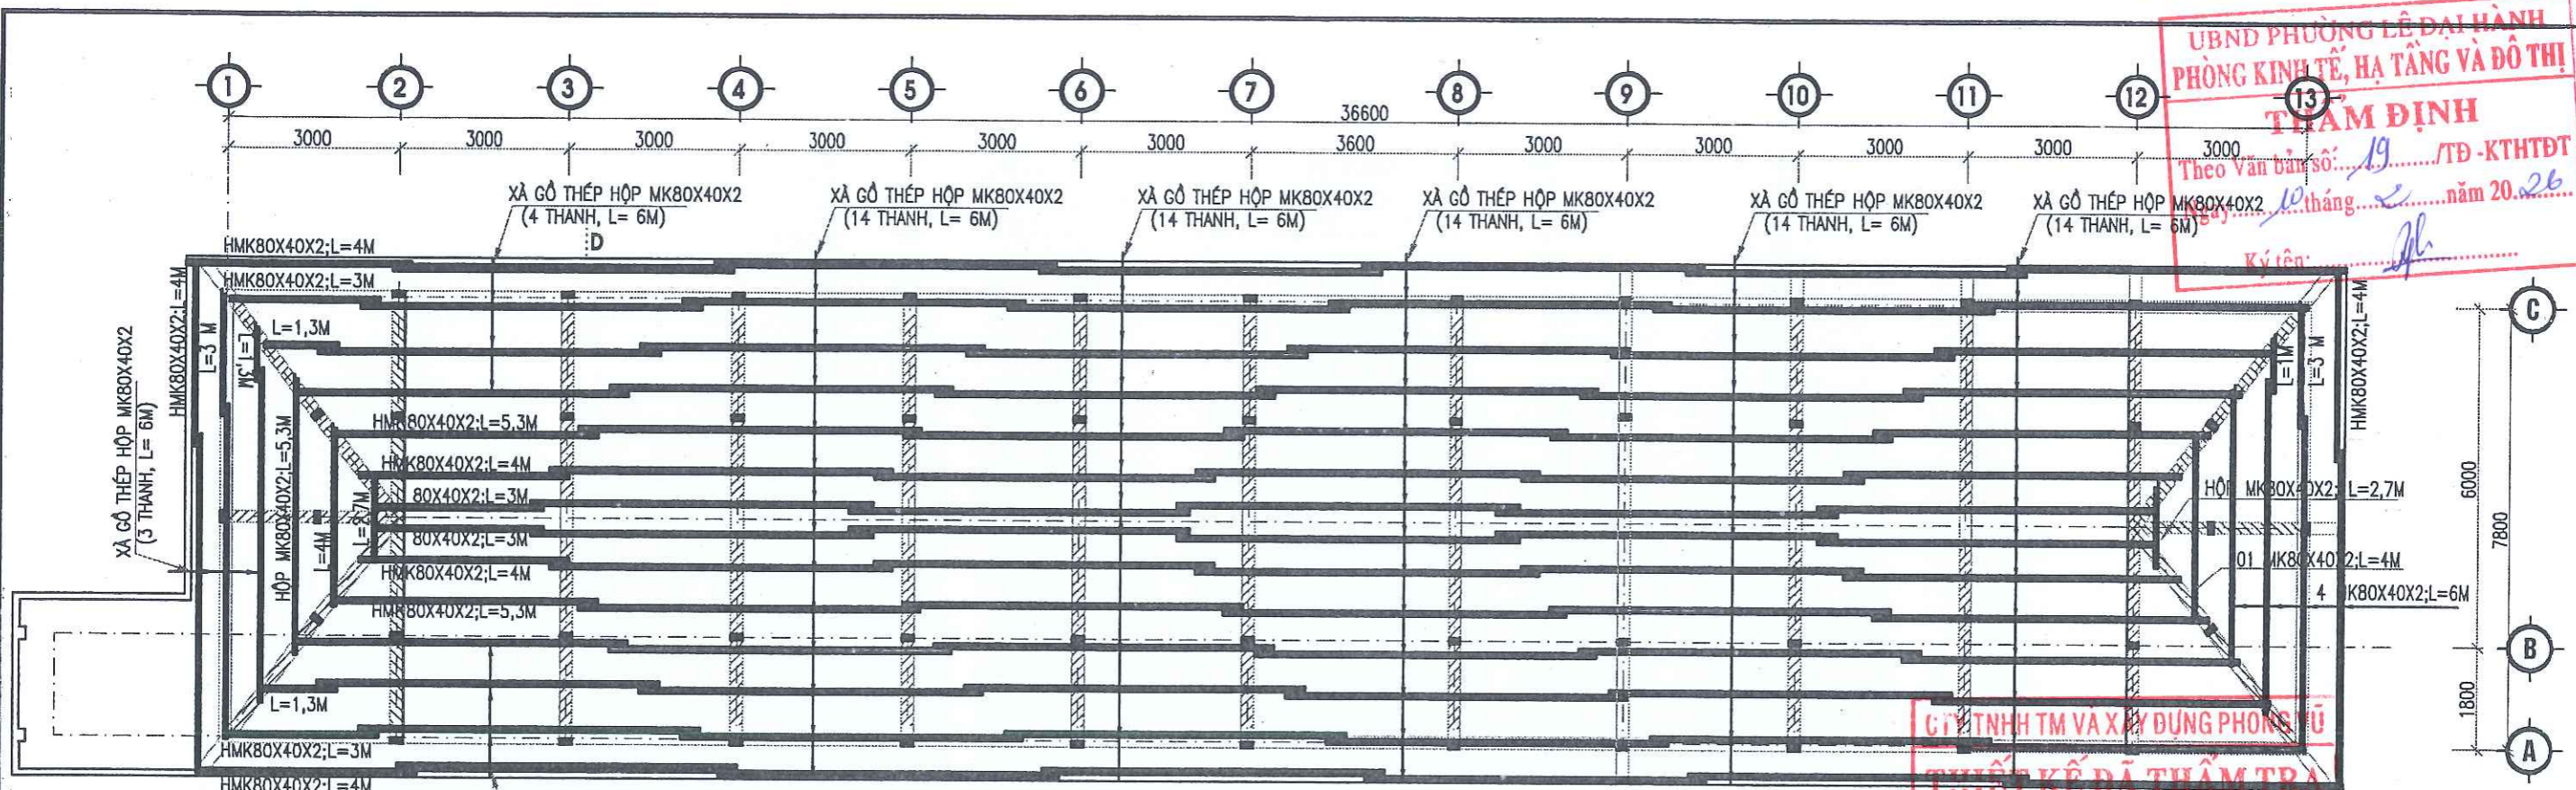 UBND PHƯỜNG LÊ ĐẠI HÀNH
PHÒNG KINH TẾ, HẠ TẦNG VÀ ĐÔ THỊ
THẨM ĐỊNH
Theo Văn bản số:.....19........../TĐ -KTHTĐT
Ngày......10.tháng....2......năm 20.26
Ký tên:
1 2 3 4 5 6 7 8 9 10 11 12 13
36600
3000 3000 3000 3000 3000 3000 3600 3000 3000 3000 3000 3000
XÀ GỒ THÉP HỘP MK80X40X2
(4 THANH, L= 6M)
XÀ GỒ THÉP HỘP MK80X40X2
(14 THANH, L= 6M)
XÀ GỒ THÉP HỘP MK80X40X2
(14 THANH, L= 6M)
XÀ GỒ THÉP HỘP MK80X40X2
(14 THANH, L= 6M)
XÀ GỒ THÉP HỘP MK80X40X2
(14 THANH, L= 6M)
XÀ GỒ THÉP HỘP MK80X40X2
(14 THANH, L= 6M)
D
HMK80X40X2;L=4M
HMK80X40X2;L=3M
HMK80X40X2;L=4M
L=3 M
L=1,3M
L=1,3M
XÀ GỒ THÉP HỘP MK80X40X2
(3 THANH, L= 6M)
HỘP MK80X40X2;L=5,3M
L=4M
L=2,7M
HMK80X40X2;L=5,3M
HMK80X40X2;L=4M
80X40X2;L=3M
80X40X2;L=3M
HMK80X40X2;L=4M
HMK80X40X2;L=5,3M
L=1,3M
HMK80X40X2;L=3M
HMK80X40X2;L=4M
L=1M
L=3 M
HMK80X40X2;L=4M
HỘP MK80X40X2; L=2,7M
01 MK80X40X2;L=4M
4 MK80X40X2;L=6M
C
6000
7800
B
1800
A
CTY TNHH TM VÀ XÂY DỰNG PHONG VŨ
THIẾT KẾ ĐÃ THẨM TRA